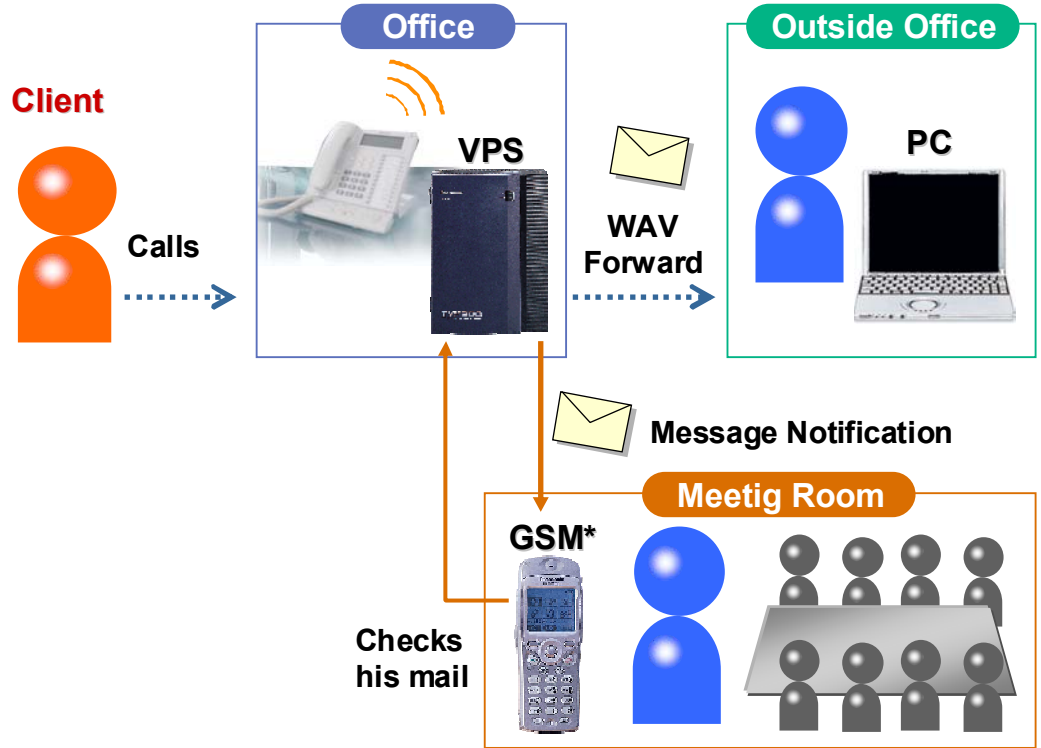 Office
Outside Office
Client
VPS
PC
Calls
WAV
Forward
Message Notification
Meetig Room
GSM*
Checks
his mail